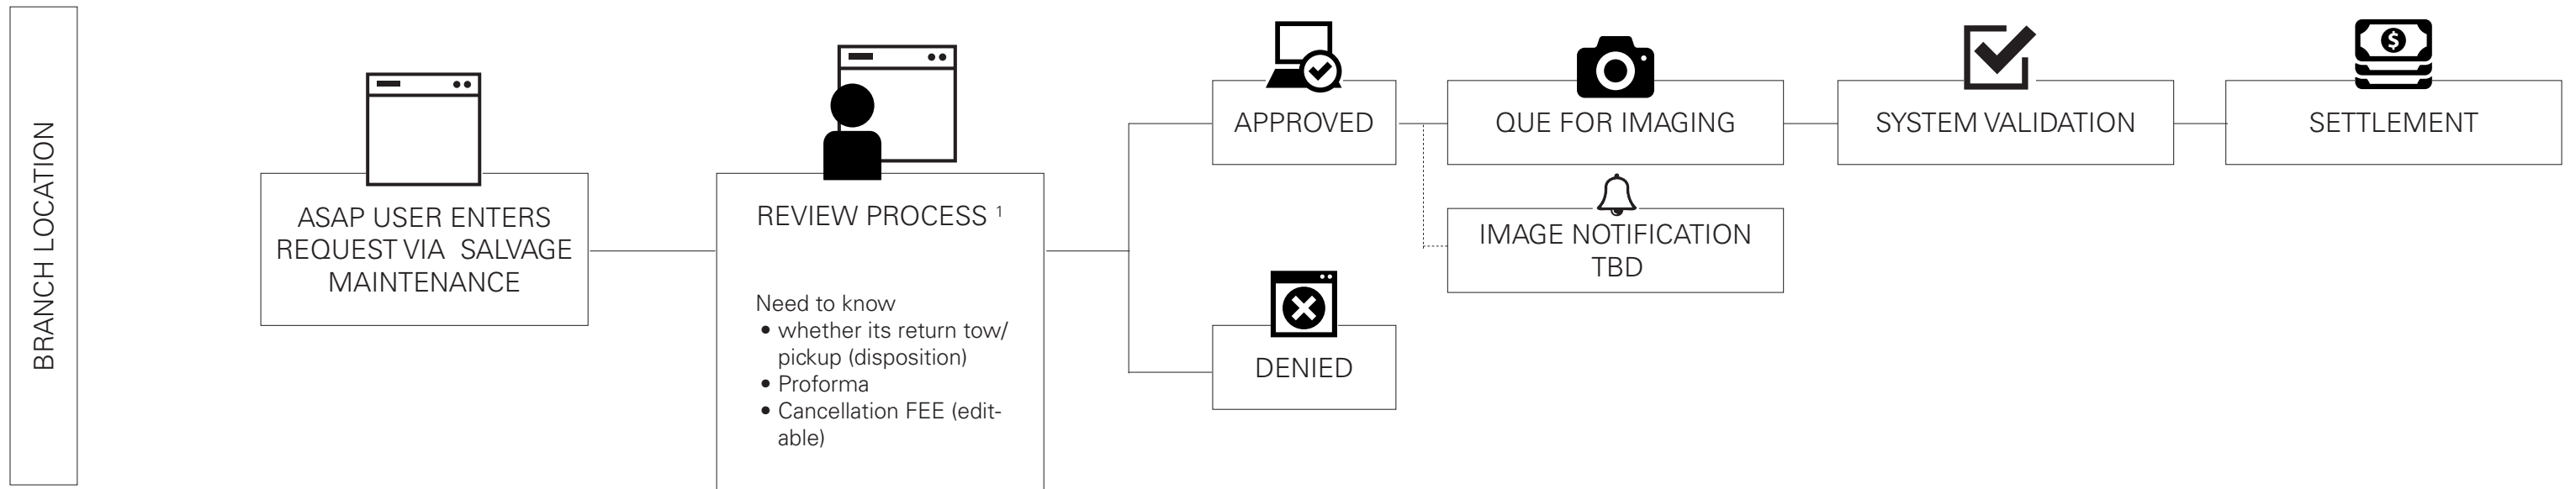 BRANCH LOCATION
ASAP USER ENTERS
REQUEST VIA SALVAGE
MAINTENANCE
REVIEW PROCESS 1
Need to know
• whether its return tow/
pickup (disposition)
• Proforma
• Cancellation FEE (edit-
able)
APPROVED
DENIED
QUE FOR IMAGING
IMAGE NOTIFICATION
TBD
SYSTEM VALIDATION
$
SETTLEMENT